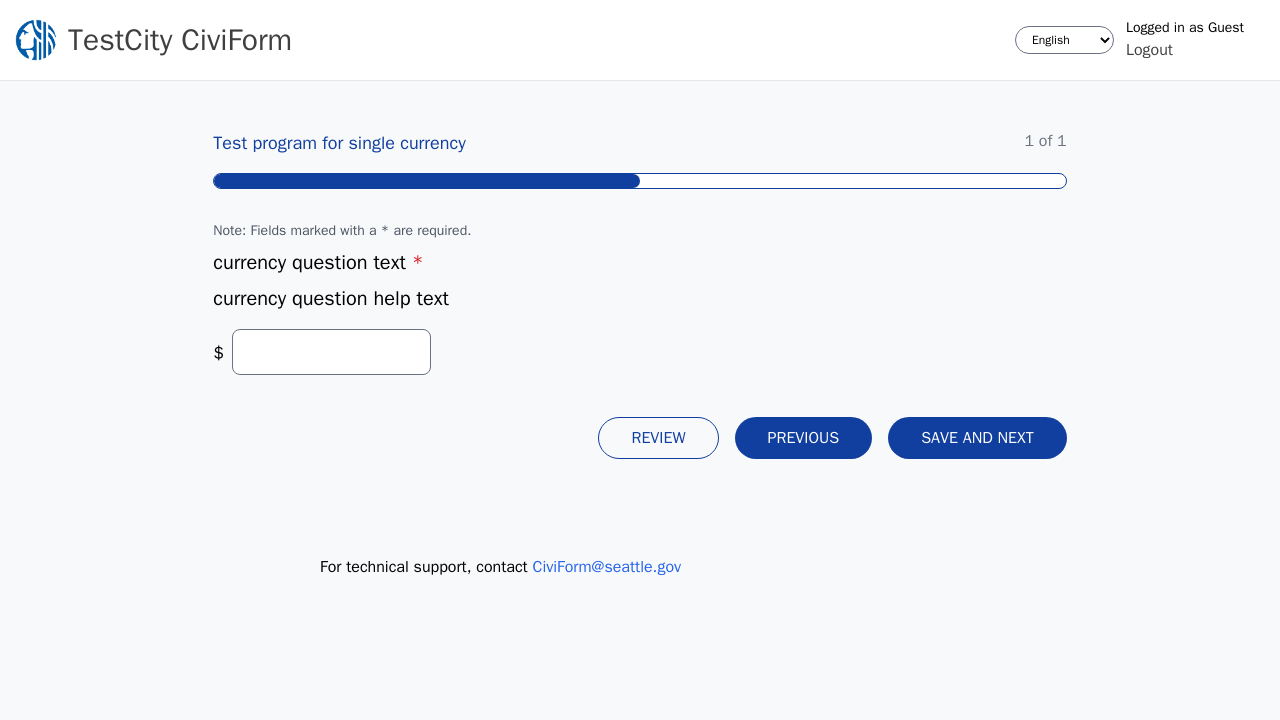 TestCity CiviForm
English
Logged in as Guest
Logout
Test program for single currency
1 of 1
Note: Fields marked with a * are required.
currency question text *
currency question help text
$
REVIEW
PREVIOUS
SAVE AND NEXT
For technical support, contact CiviForm@seattle.gov